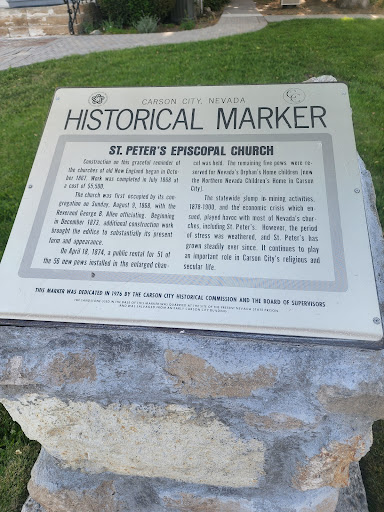 CARSON CITY, NEVADA
HISTORICAL MARKER
ST. PETER'S EPISCOPAL CHURCH
Construction on this graceful reminder of
the churches of old New England began in Octo-
ber 1867. Work was completed in July 1868 at
a cost of $5,500.
The church was first occupied by its con-
gregation on Sunday, August 9, 1868, with the
Reverend George B. Allen officiating. Beginning
in December 1873, additional construction work
brought the edifice to substantially its present
form and appearance.
On April 18, 1874, a public rental for 51 of
the 56 new pews installed in the enlarged chan-
cel was held. The remaining five pews were re-
served for Nevada's Orphan's Home children (now
the Northern Nevada Children's Home in Carson
City).
The statewide slump in mining activities,
1878-1900, and the economic crisis which en-
sued, played havoc with most of Nevada's chur-
ches, including St. Peter's. However, the period
of stress was weathered, and St. Peter's has
grown steadily ever since. It continues to play
an important role in Carson City's religious and
secular life.
THIS MARKER WAS DEDICATED IN 1976 BY THE CARSON CITY HISTORICAL COMMISSION AND THE BOARD OF SUPERVISORS